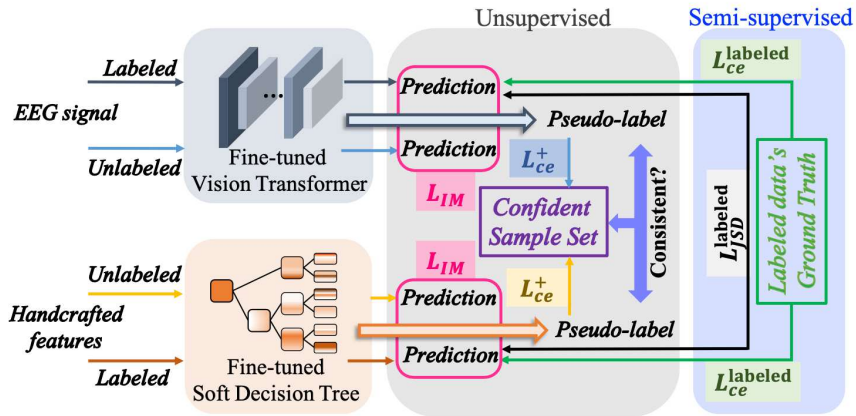 Unsupervised
Semi-supervised
Labeled
EEG signal
Unlabeled
...
Fine-tuned
Vision Transformer
Prediction
Prediction
L_IM
Pseudo-label
L_ce^+
Confident
Sample Set
Consistent?
L_ce^labeled
L_JSD^labeled
Labeled data's
Ground Truth
Unlabeled
Handcrafted
features
Labeled
Fine-tuned
Soft Decision Tree
L_IM
Prediction
Prediction
L_ce^+
Pseudo-label
L_ce^labeled